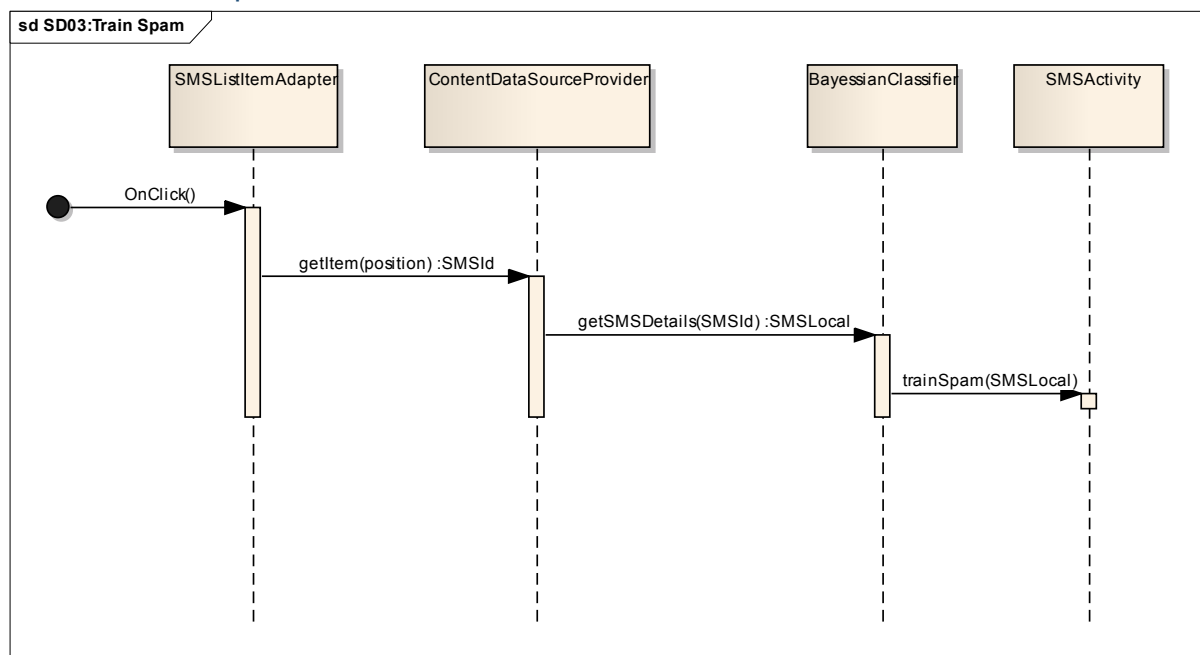 sd SD03:Train Spam
SMSListItemAdapter
ContentDataSourceProvider
BayessianClassifier
SMSActivity
OnClick()
getItem(position) :SMSId
getSMSDetails(SMSId) :SMSLocal
trainSpam(SMSLocal)